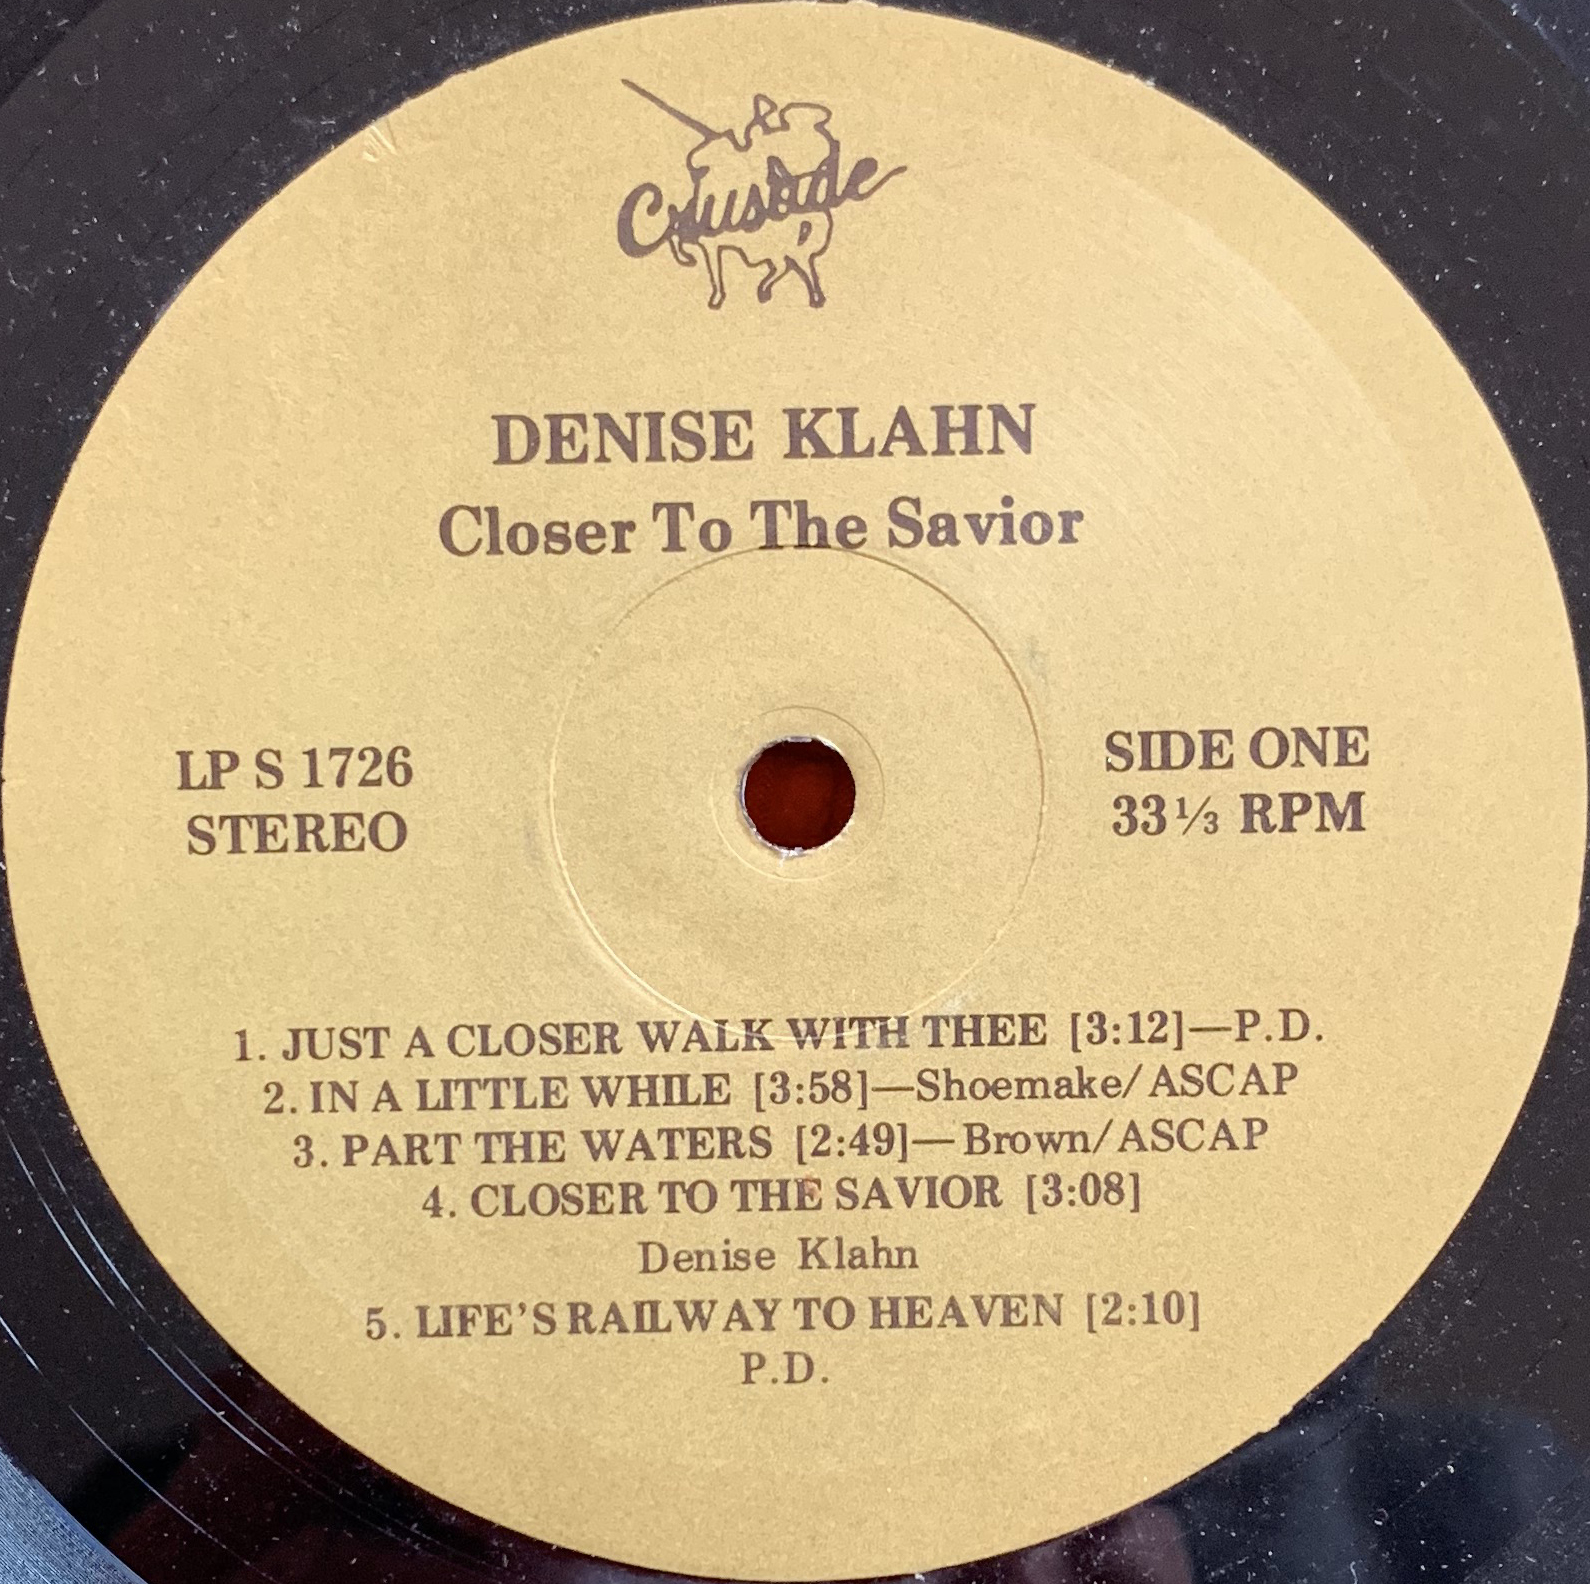 Crusade
DENISE KLAHN
Closer To The Savior
LP S 1726
STEREO
SIDE ONE
33⅓ RPM
1. JUST A CLOSER WALK WITH THEE [3:12]—P.D.
2. IN A LITTLE WHILE [3:58]—Shoemake/ASCAP
3. PART THE WATERS [2:49]—Brown/ASCAP
4. CLOSER TO THE SAVIOR [3:08]
Denise Klahn
5. LIFE'S RAILWAY TO HEAVEN [2:10]
P.D.